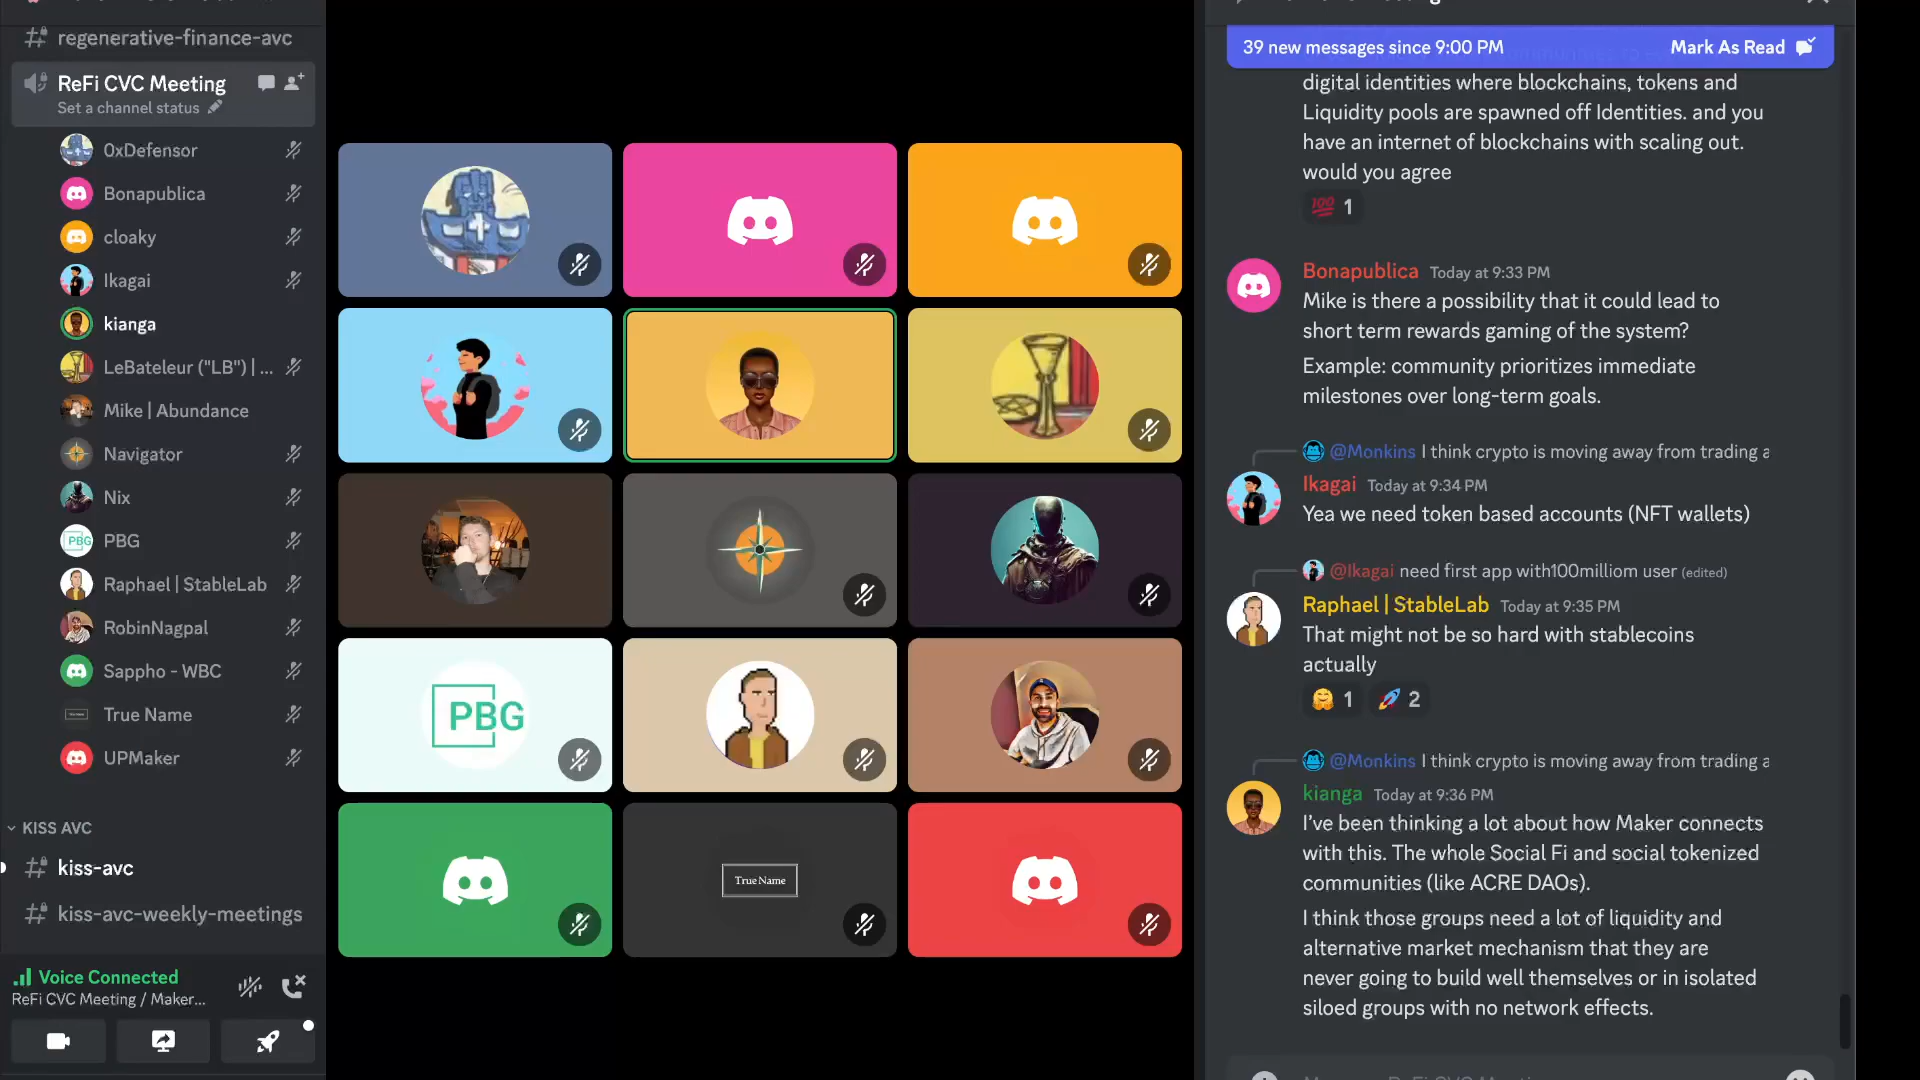 regenerative-finance-avc
ReFi CVC Meeting
Set a channel status
0xDefensor
Bonapublica
cloaky
Ikagai
kianga
LeBateleur ("LB") | ...
Mike | Abundance
Navigator
Nix
PBG
PBG
Raphael | StableLab
RobinNagpal
Sappho - WBC
True Name
UPMaker
KISS AVC
kiss-avc
kiss-avc-weekly-meetings
Voice Connected
ReFi CVC Meeting / Maker...
PBG
True Name
39 new messages since 9:00 PM
Mark As Read
digital identities where blockchains, tokens and
Liquidity pools are spawned off Identities. and you
have an internet of blockchains with scaling out.
would you agree
💯 1
Bonapublica Today at 9:33 PM
Mike is there a possibility that it could lead to
short term rewards gaming of the system?
Example: community prioritizes immediate
milestones over long-term goals.
@Monkins I think crypto is moving away from trading a
Ikagai Today at 9:34 PM
Yea we need token based accounts (NFT wallets)
@Ikagai need first app with100milliom user (edited)
Raphael | StableLab Today at 9:35 PM
That might not be so hard with stablecoins
actually
🤗 1 🚀 2
@Monkins I think crypto is moving away from trading a
kianga Today at 9:36 PM
I've been thinking a lot about how Maker connects
with this. The whole Social Fi and social tokenized
communities (like ACRE DAOs).
I think those groups need a lot of liquidity and
alternative market mechanism that they are
never going to build well themselves or in isolated
siloed groups with no network effects.